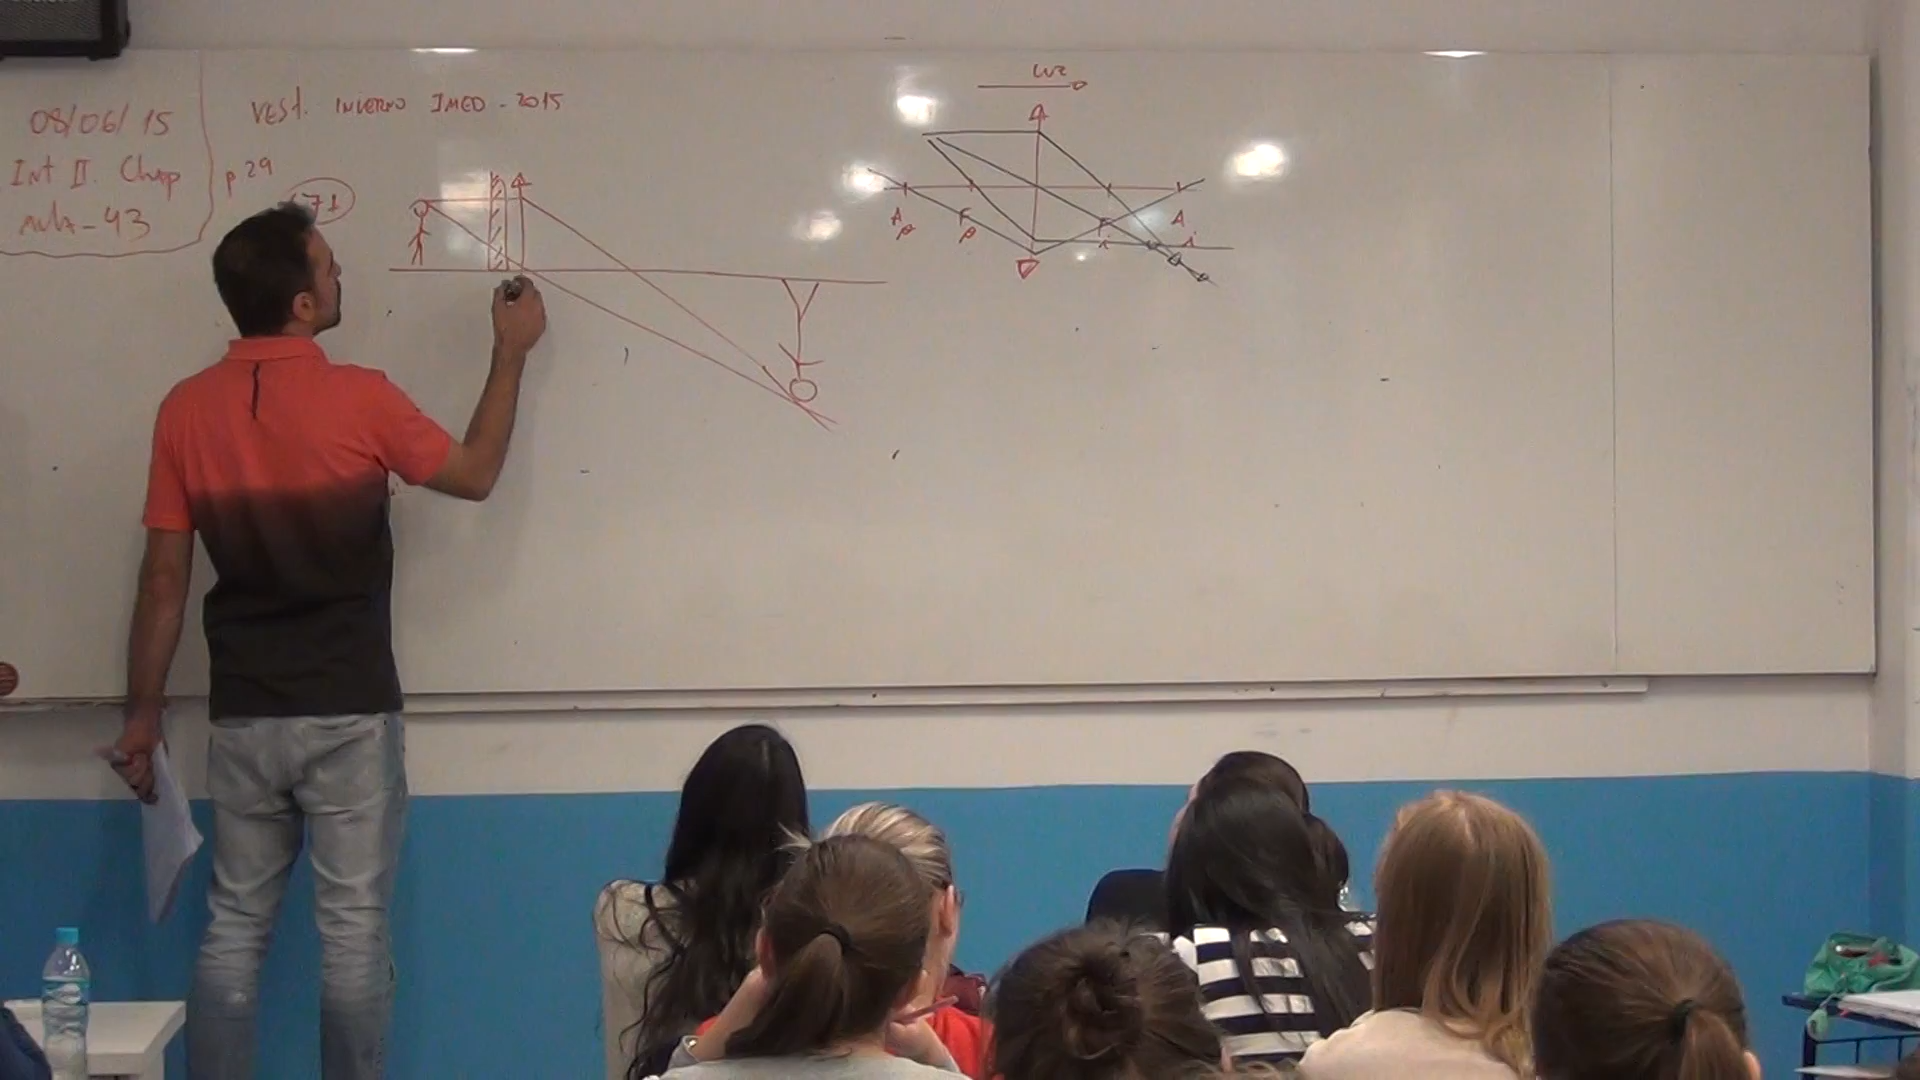 08/06/15
Int II. Chap
aula-43
VEST. INVERNO IMED - 2015
p 29
71
LUZ
A F F A
o o i i